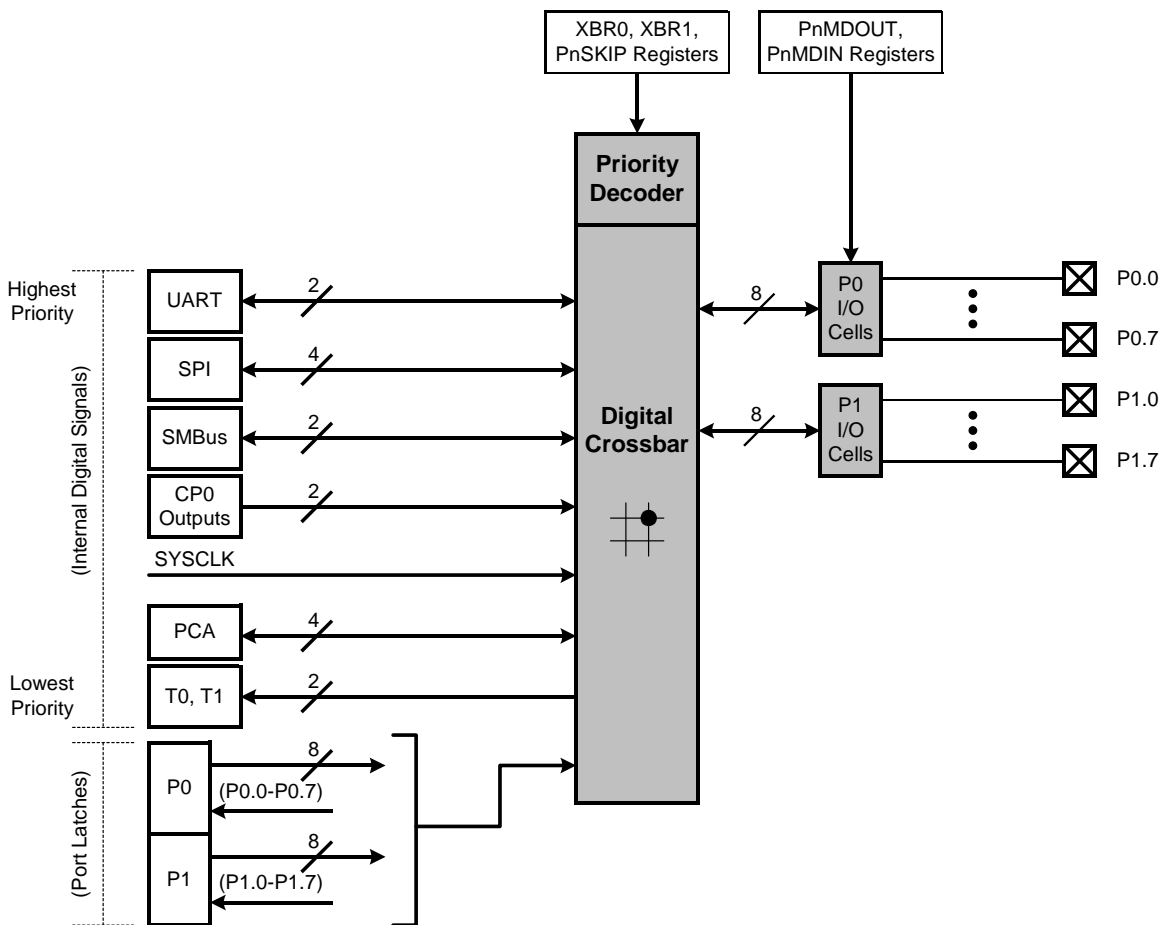 XBR0, XBR1,
PnSKIP Registers
PnMDOUT,
PnMDIN Registers
Priority
Decoder
Highest
Priority
(Internal Digital Signals)
UART
2
SPI
4
SMBus
2
CP0
Outputs
2
SYSCLK
PCA
4
Lowest
Priority
T0, T1
2
(Port Latches)
P0
8
(P0.0-P0.7)
P1
8
(P1.0-P1.7)
Digital
Crossbar
8
P0
I/O
Cells
P0.0
P0.7
8
P1
I/O
Cells
P1.0
P1.7